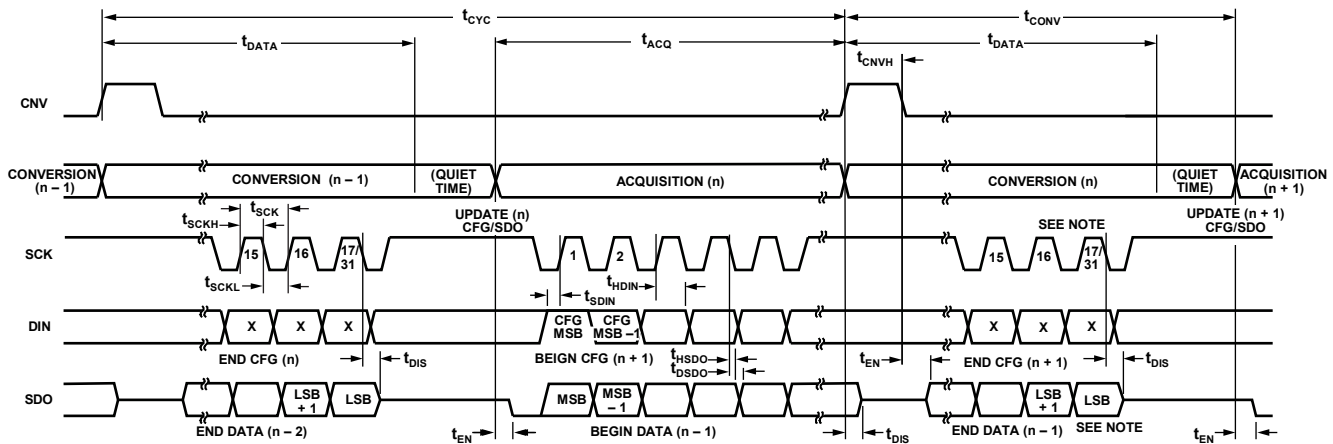 tCYC tCONV
tDATA tACQ tDATA
tCNVH
CNV
CONVERSION (n – 1) CONVERSION (n – 1) (QUIET TIME) ACQUISITION (n) CONVERSION (n) (QUIET TIME) ACQUISITION (n + 1)
tSCK UPDATE (n) CFG/SDO SEE NOTE UPDATE (n + 1) CFG/SDO
tSCKH
SCK 15 16 17/31 1 2 15 16 17/31
tSCKL tHDIN
tSDIN
DIN X X X CFG MSB CFG MSB –1 X X X
END CFG (n) tDIS BEIGN CFG (n + 1) tHSDO tEN END CFG (n + 1) tDIS
tDSDO
SDO LSB + 1 LSB MSB MSB –1 LSB + 1 LSB
END DATA (n – 2) tEN BEGIN DATA (n – 1) tDIS END DATA (n – 1) SEE NOTE tEN